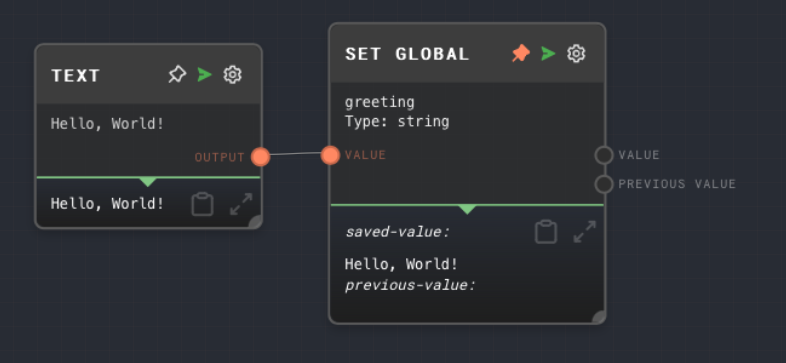 TEXT
Hello, World!
OUTPUT
Hello, World!
SET GLOBAL
greeting
Type: string
VALUE
VALUE
PREVIOUS VALUE
saved-value:
Hello, World!
previous-value: